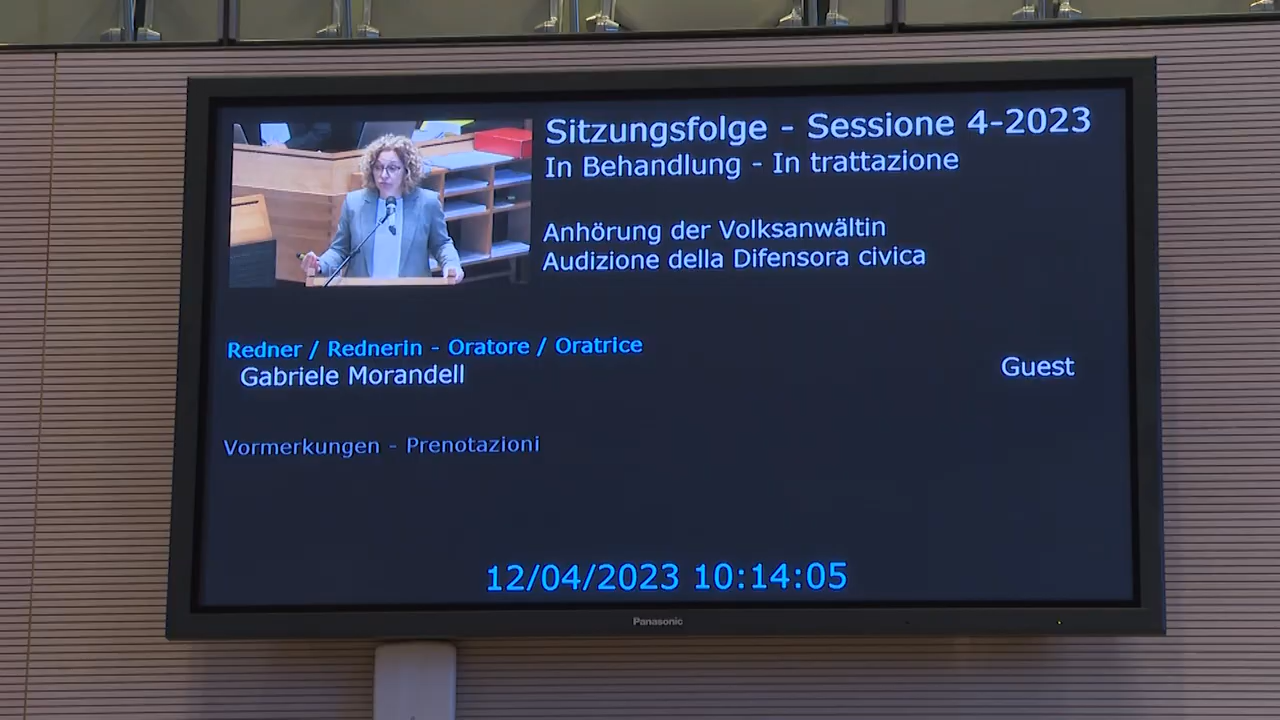 Sitzungsfolge - Sessione 4-2023
In Behandlung - In trattazione
Anhörung der Volksanwältin
Audizione della Difensora civica
Redner / Rednerin - Oratore / Oratrice
Gabriele Morandell
Guest
Vormerkungen - Prenotazioni
12/04/2023 10:14:05
Panasonic